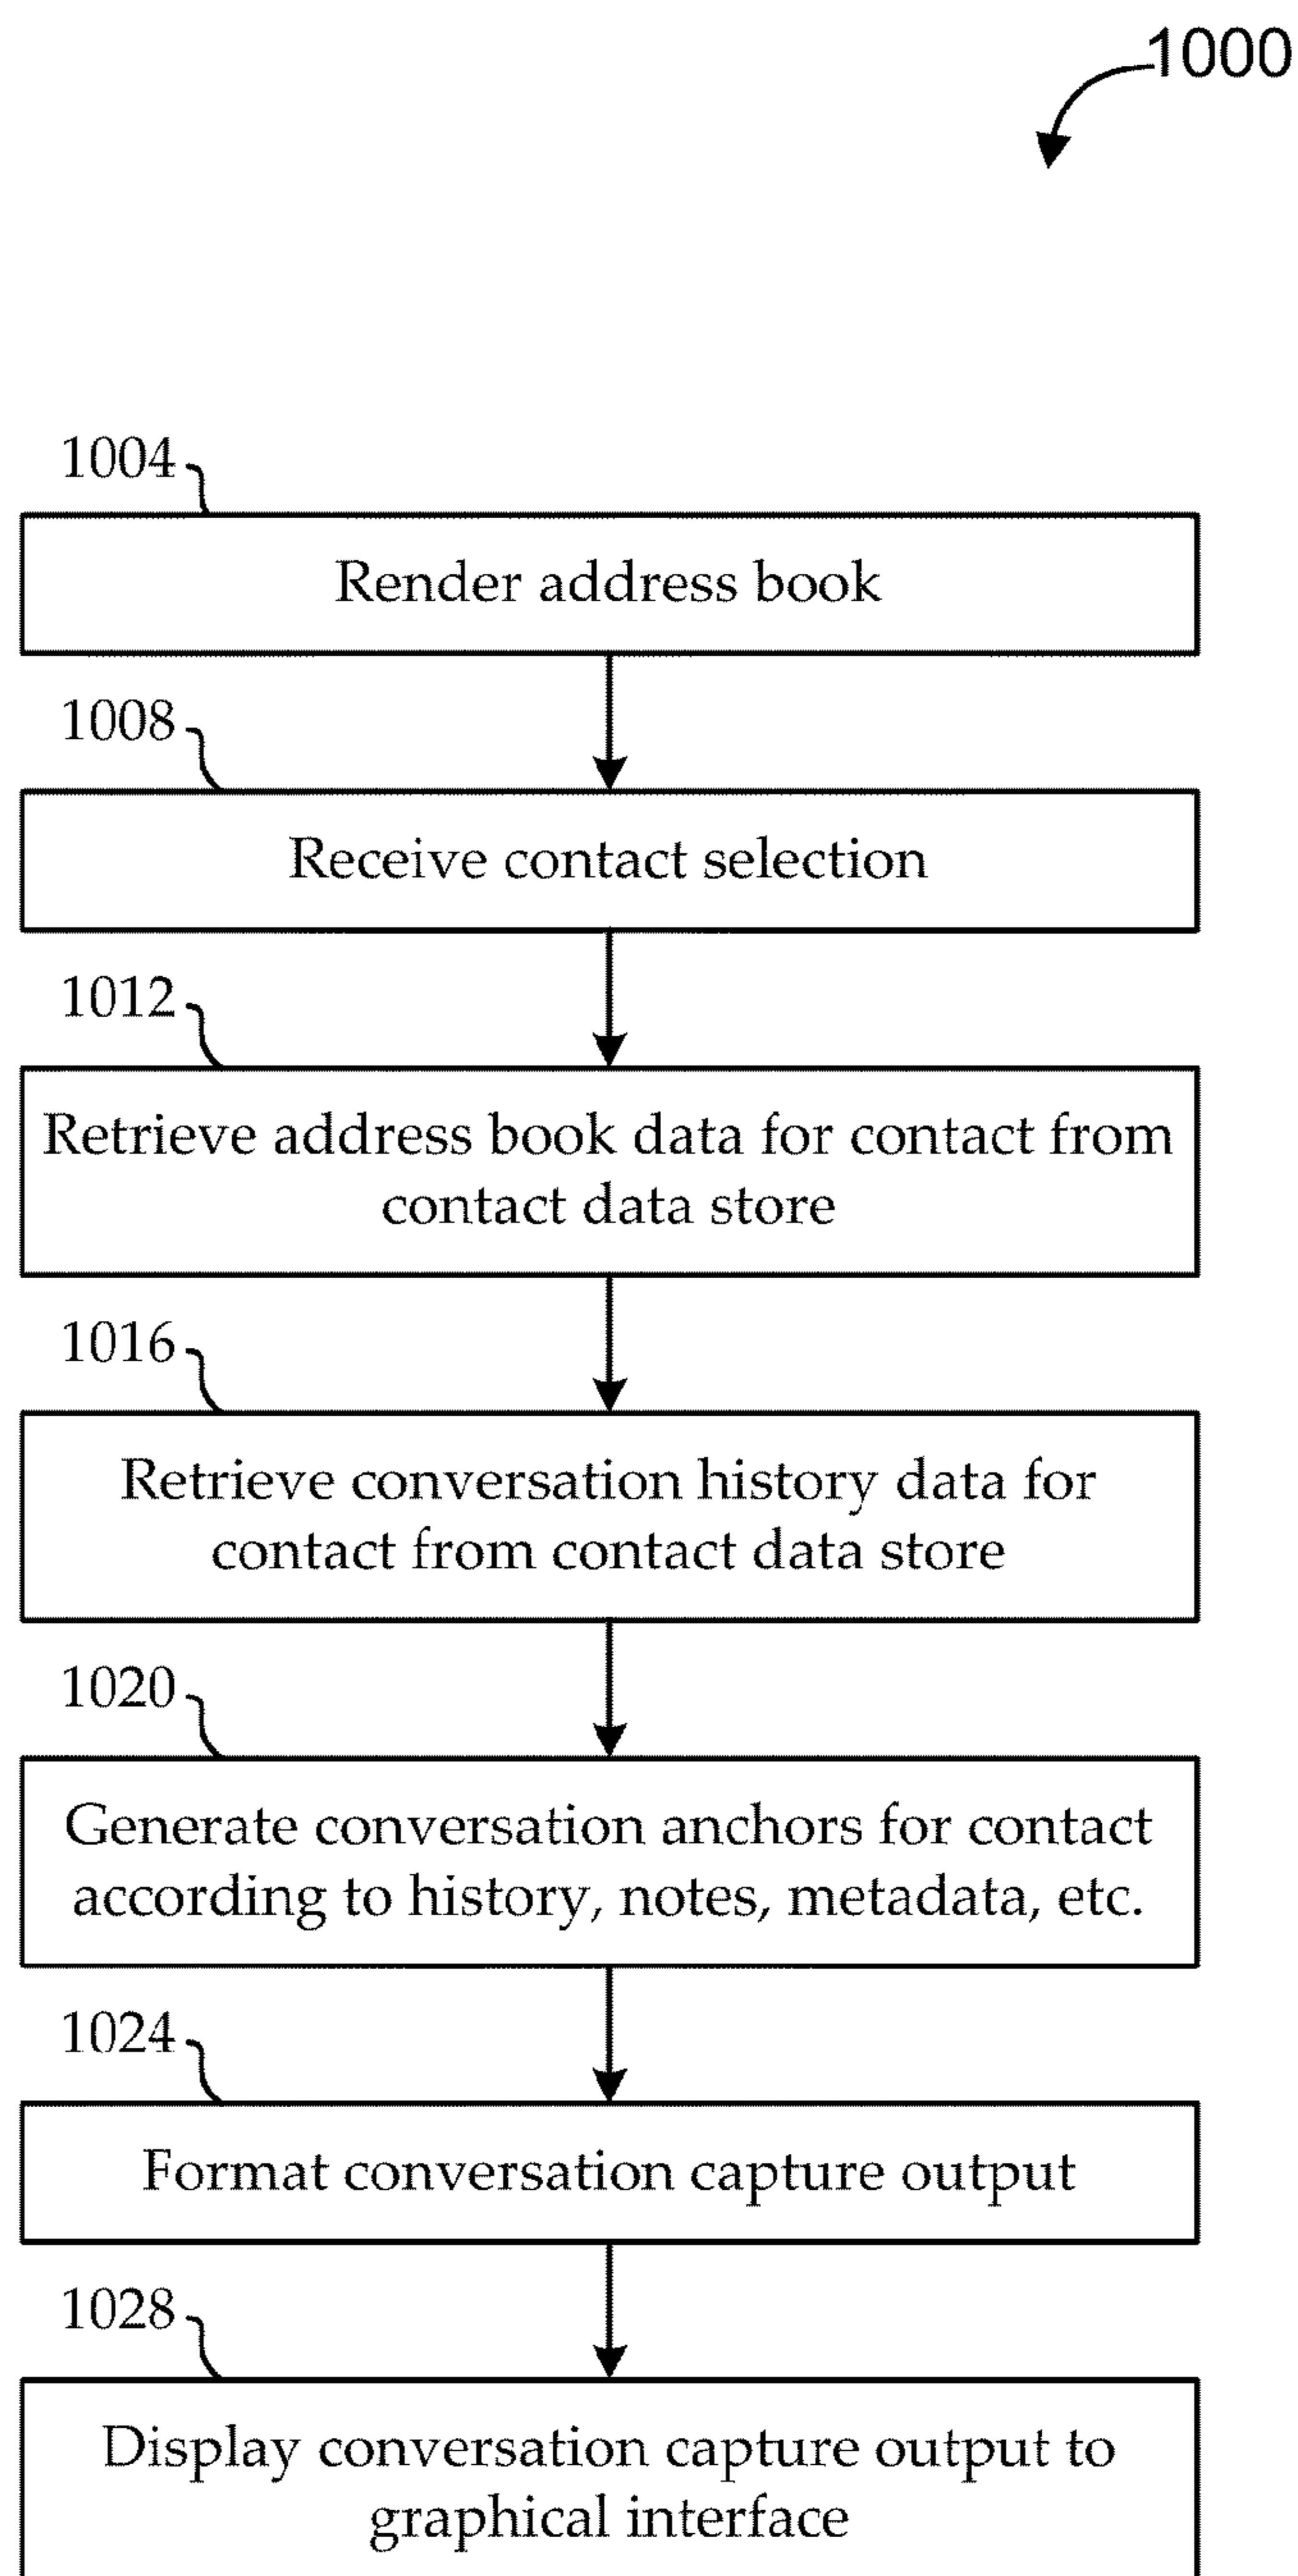 1000
1004
Render address book
1008
Receive contact selection
1012
Retrieve address book data for contact from
contact data store
1016
Retrieve conversation history data for
contact from contact data store
1020
Generate conversation anchors for contact
according to history, notes, metadata, etc.
1024
Format conversation capture output
1028
Display conversation capture output to
graphical interface